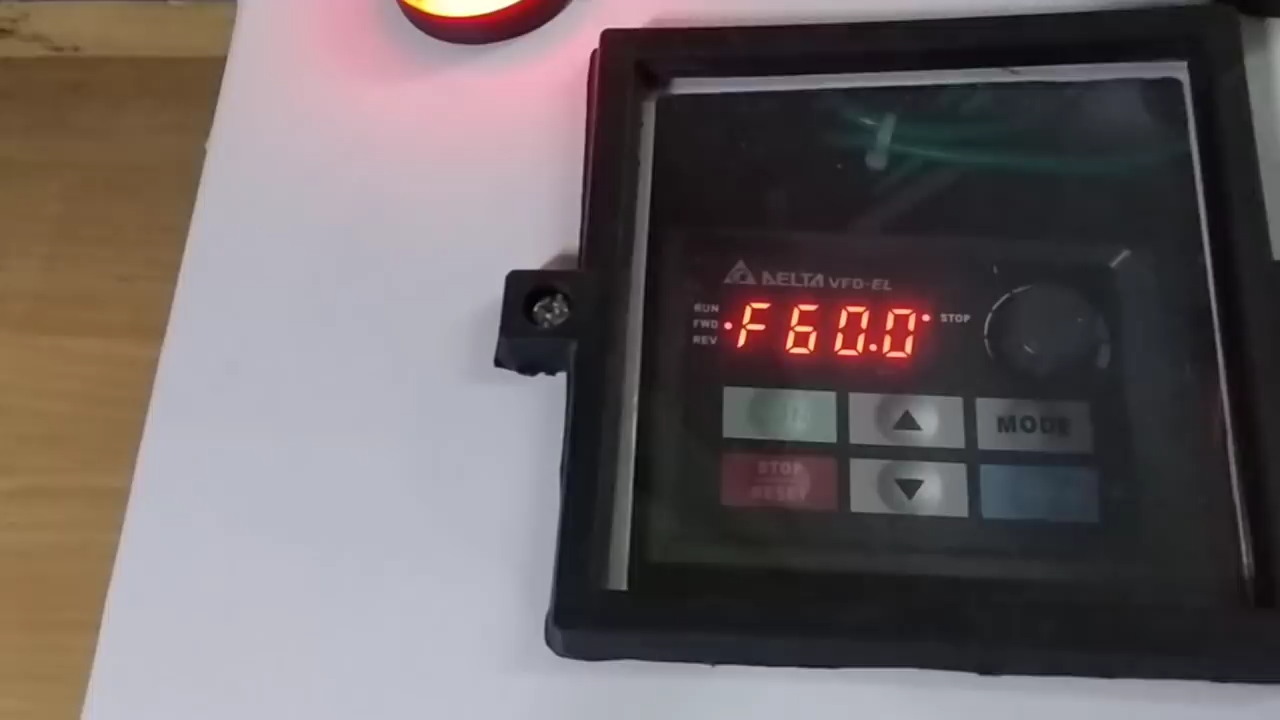 DELTA VFD-EL
RUN
FWD
REV
F60.0
STOP
MODE
STOP
RESET